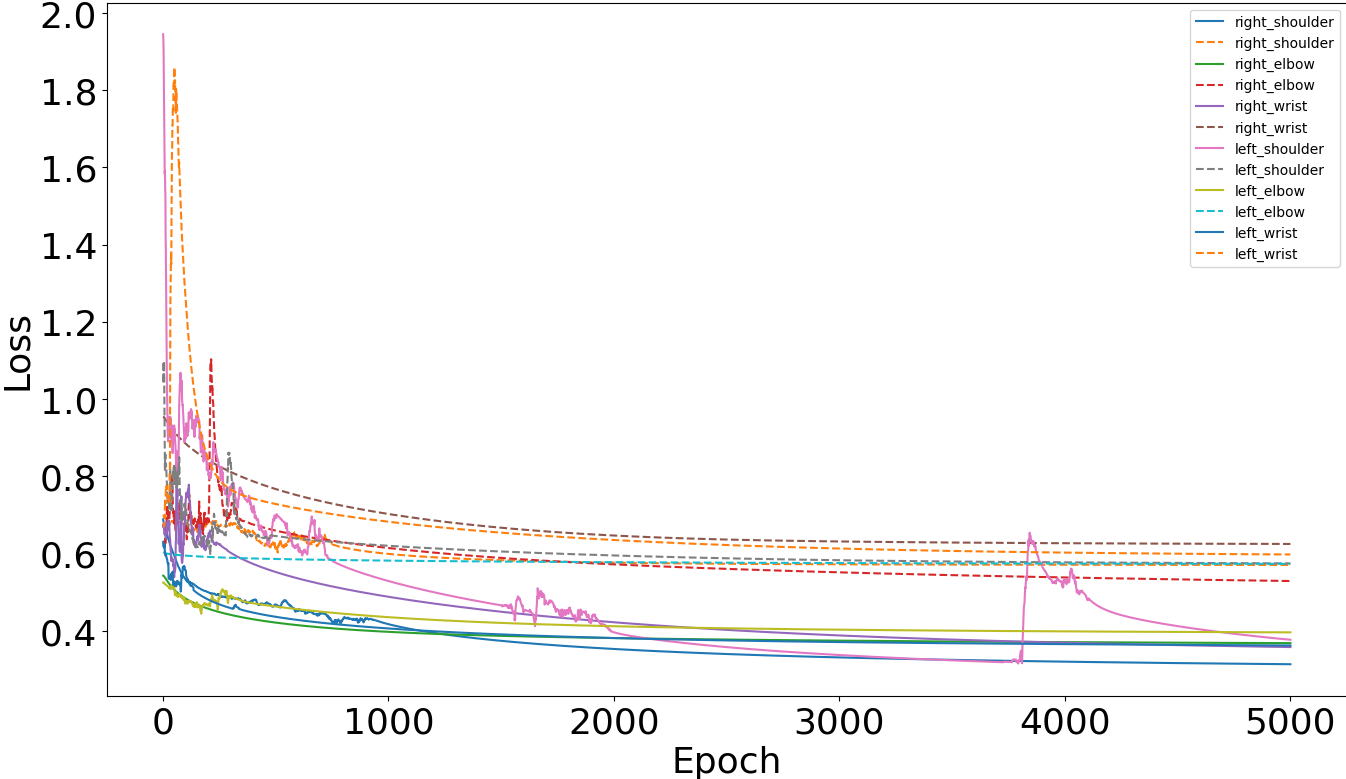 2.0
1.8
1.6
1.4
1.2
1.0
0.8
0.6
0.4
Loss
0 1000 2000 3000 4000 5000
Epoch
right_shoulder
right_shoulder
right_elbow
right_elbow
right_wrist
right_wrist
left_shoulder
left_shoulder
left_elbow
left_elbow
left_wrist
left_wrist